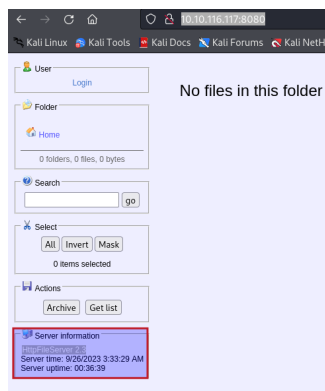 10.10.116.117:8080
Kali Linux Kali Tools Kali Docs Kali Forums Kali NetH
User
Login
No files in this folder
Folder
Home
0 folders, 0 files, 0 bytes
Search
go
Select
All Invert Mask
0 items selected
Actions
Archive Get list
Server information
HttpFileServer 2.3
Server time: 9/26/2023 3:33:29 AM
Server uptime: 00:36:39